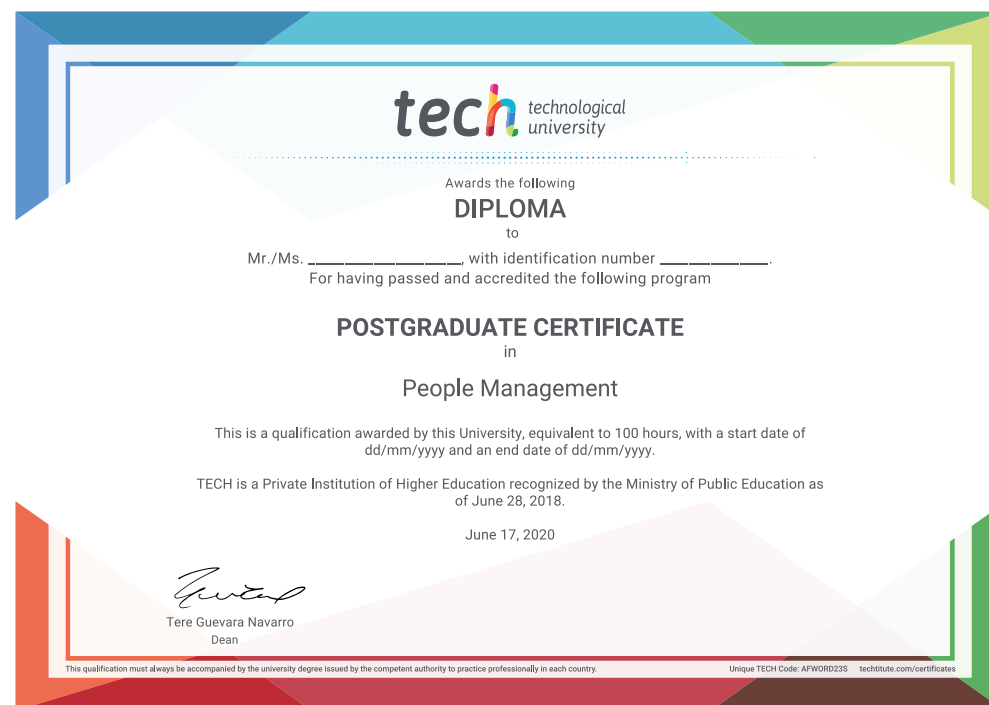 tech technological
university
Awards the following
DIPLOMA
to
Mr./Ms. ____________________, with identification number ______________.
For having passed and accredited the following program
POSTGRADUATE CERTIFICATE
in
People Management
This is a qualification awarded by this University, equivalent to 100 hours, with a start date of
dd/mm/yyyy and an end date of dd/mm/yyyy.
TECH is a Private Institution of Higher Education recognized by the Ministry of Public Education as
of June 28, 2018.
June 17, 2020
Tere Guevara Navarro
Dean
This qualification must always be accompanied by the university degree issued by the competent authority to practice professionally in each country. Unique TECH Code: AFWORD23S techtitute.com/certificates